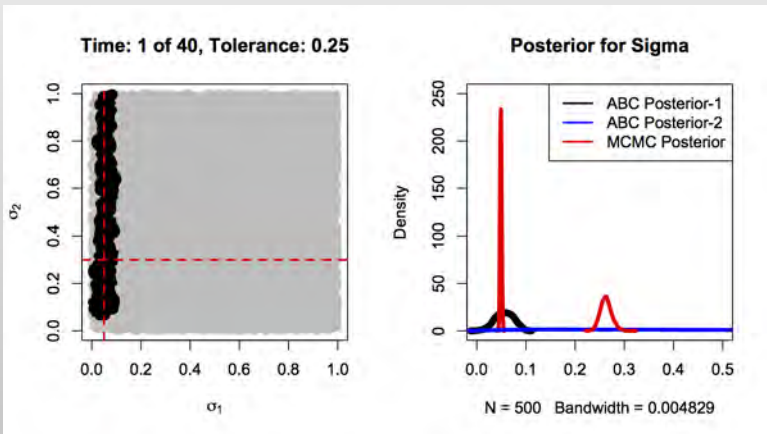 Time: 1 of 40, Tolerance: 0.25
σ2
1.0
0.8
0.6
0.4
0.2
0.0
0.0 0.2 0.4 0.6 0.8 1.0
σ1
Posterior for Sigma
ABC Posterior-1
ABC Posterior-2
MCMC Posterior
Density
250
200
150
100
50
0
0.0 0.1 0.2 0.3 0.4 0.5
N = 500 Bandwidth = 0.004829